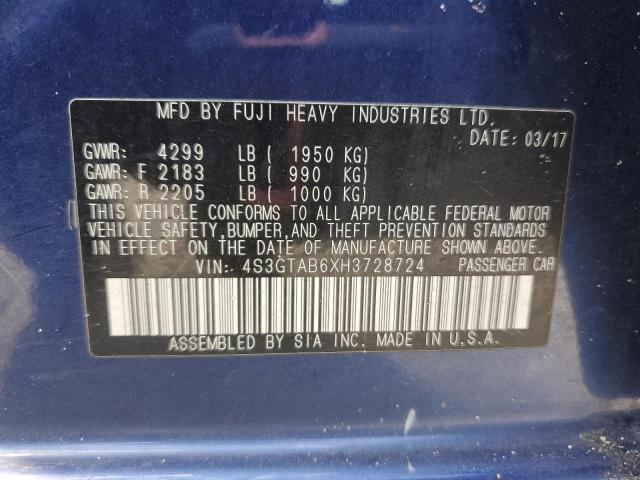 MFD BY FUJI HEAVY INDUSTRIES LTD.
DATE: 03/17
GVWR: 4299 LB ( 1950 KG)
GAWR: F 2183 LB ( 990 KG)
GAWR: R 2205 LB ( 1000 KG)
THIS VEHICLE CONFORMS TO ALL APPLICABLE FEDERAL MOTOR
VEHICLE SAFETY, BUMPER, AND THEFT PREVENTION STANDARDS
IN EFFECT ON THE DATE OF MANUFACTURE SHOWN ABOVE.
VIN: 4S3GTAB6XH3728724 PASSENGER CAR
ASSEMBLED BY SIA INC. MADE IN U.S.A.